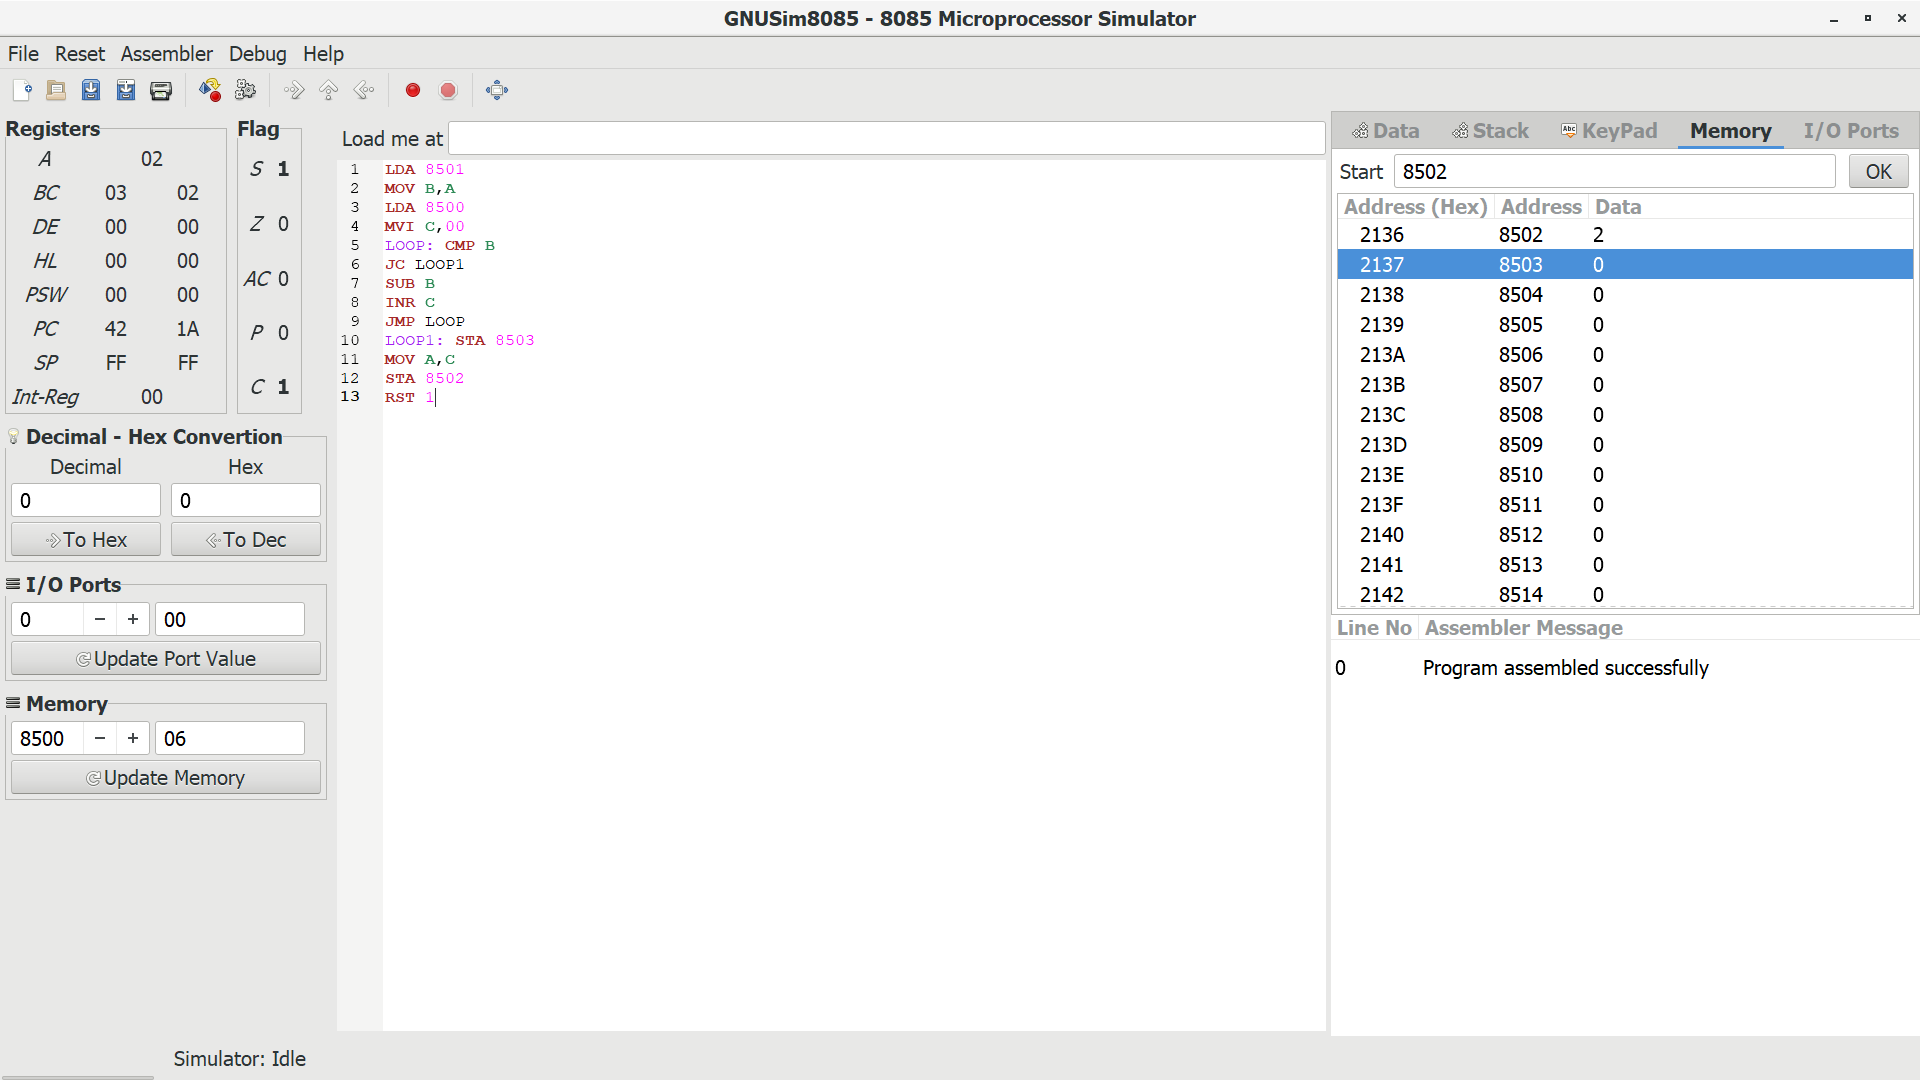 GNUSim8085 - 8085 Microprocessor Simulator
File Reset Assembler Debug Help
Registers
A 02
BC 03 02
DE 00 00
HL 00 00
PSW 00 00
PC 42 1A
SP FF FF
Int-Reg 00
Flag
S 1
Z 0
AC 0
P 0
C 1
Decimal - Hex Convertion
Decimal Hex
0 0
To Hex To Dec
I/O Ports
0 − + 00
Update Port Value
Memory
8500 − + 06
Update Memory
Load me at
1 LDA 8501
2 MOV B,A
3 LDA 8500
4 MVI C,00
5 LOOP: CMP B
6 JC LOOP1
7 SUB B
8 INR C
9 JMP LOOP
10 LOOP1: STA 8503
11 MOV A,C
12 STA 8502
13 RST 1
Data Stack Abc KeyPad Memory I/O Ports
Start 8502 OK
Address (Hex) Address Data
2136 8502 2
2137 8503 0
2138 8504 0
2139 8505 0
213A 8506 0
213B 8507 0
213C 8508 0
213D 8509 0
213E 8510 0
213F 8511 0
2140 8512 0
2141 8513 0
2142 8514 0
Line No Assembler Message
0 Program assembled successfully
Simulator: Idle